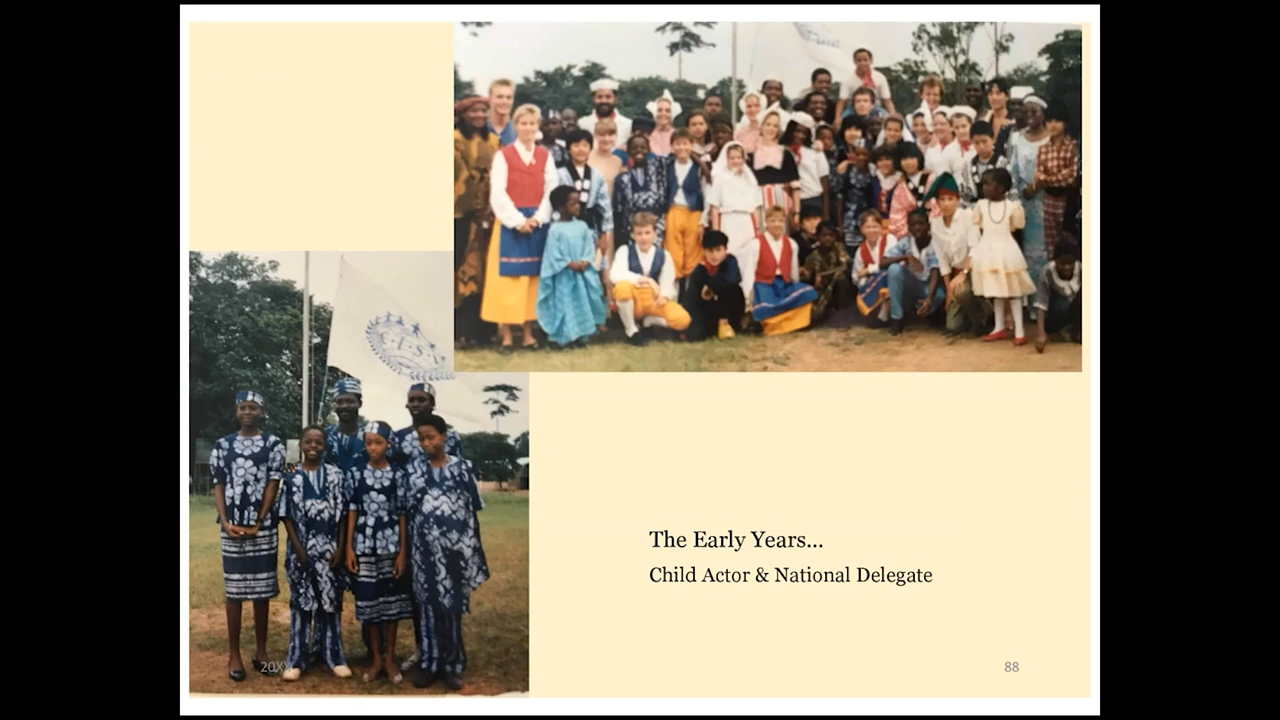 C.I.S.V.
The Early Years...
Child Actor & National Delegate
20XX
88